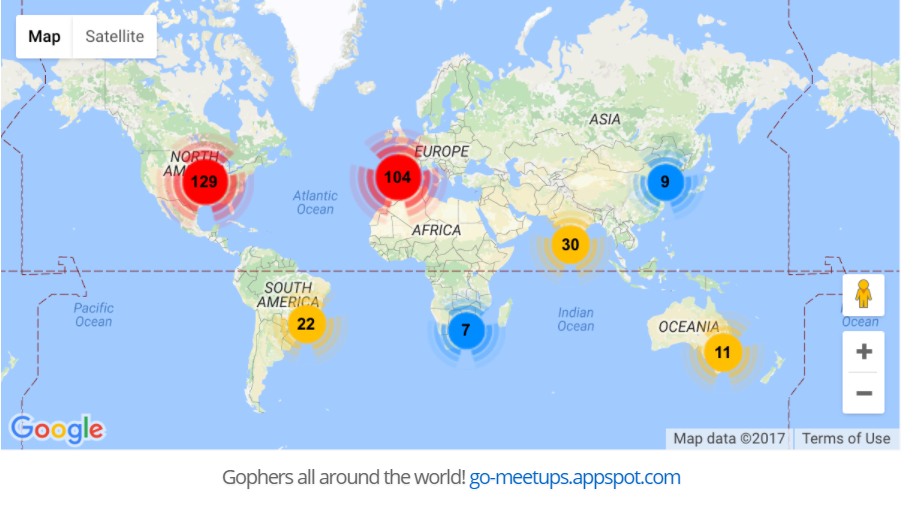 Map Satellite
ASIA
EUROPE
NORTH
AM
129
104
9
Atlantic
Ocean
AFRICA
30
SOUTH
AMERICA
Pacific
Ocean
22
7
Indian
Ocean
OCEANIA
11
Ocean
+
−
Google
Map data ©2017 Terms of Use
Gophers all around the world! go-meetups.appspot.com